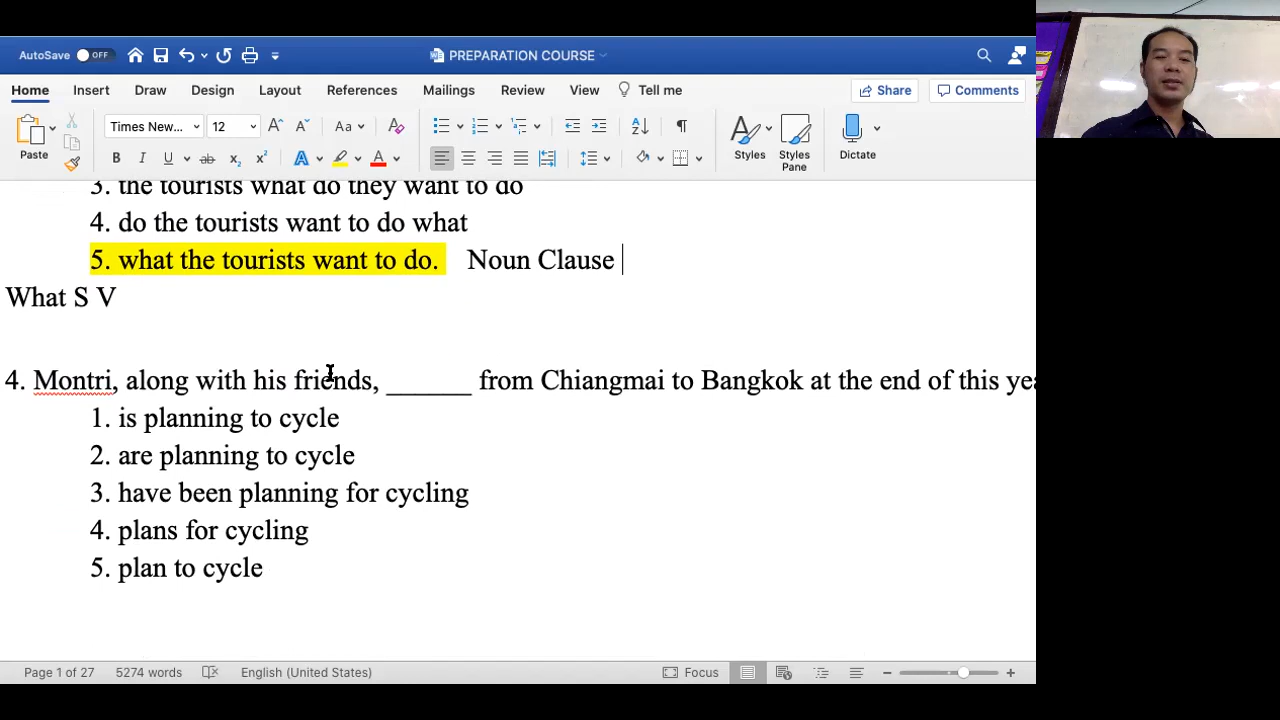 AutoSave OFF PREPARATION COURSE
Home Insert Draw Design Layout References Mailings Review View Tell me Share Comments
Times New... 12 Aa
Paste Styles Styles Pane Dictate
3. the tourists what do they want to do
4. do the tourists want to do what
5. what the tourists want to do. Noun Clause
What S V
4. Montri, along with his friends, ______ from Chiangmai to Bangkok at the end of this yea
1. is planning to cycle
2. are planning to cycle
3. have been planning for cycling
4. plans for cycling
5. plan to cycle
Page 1 of 27 5274 words English (United States) Focus